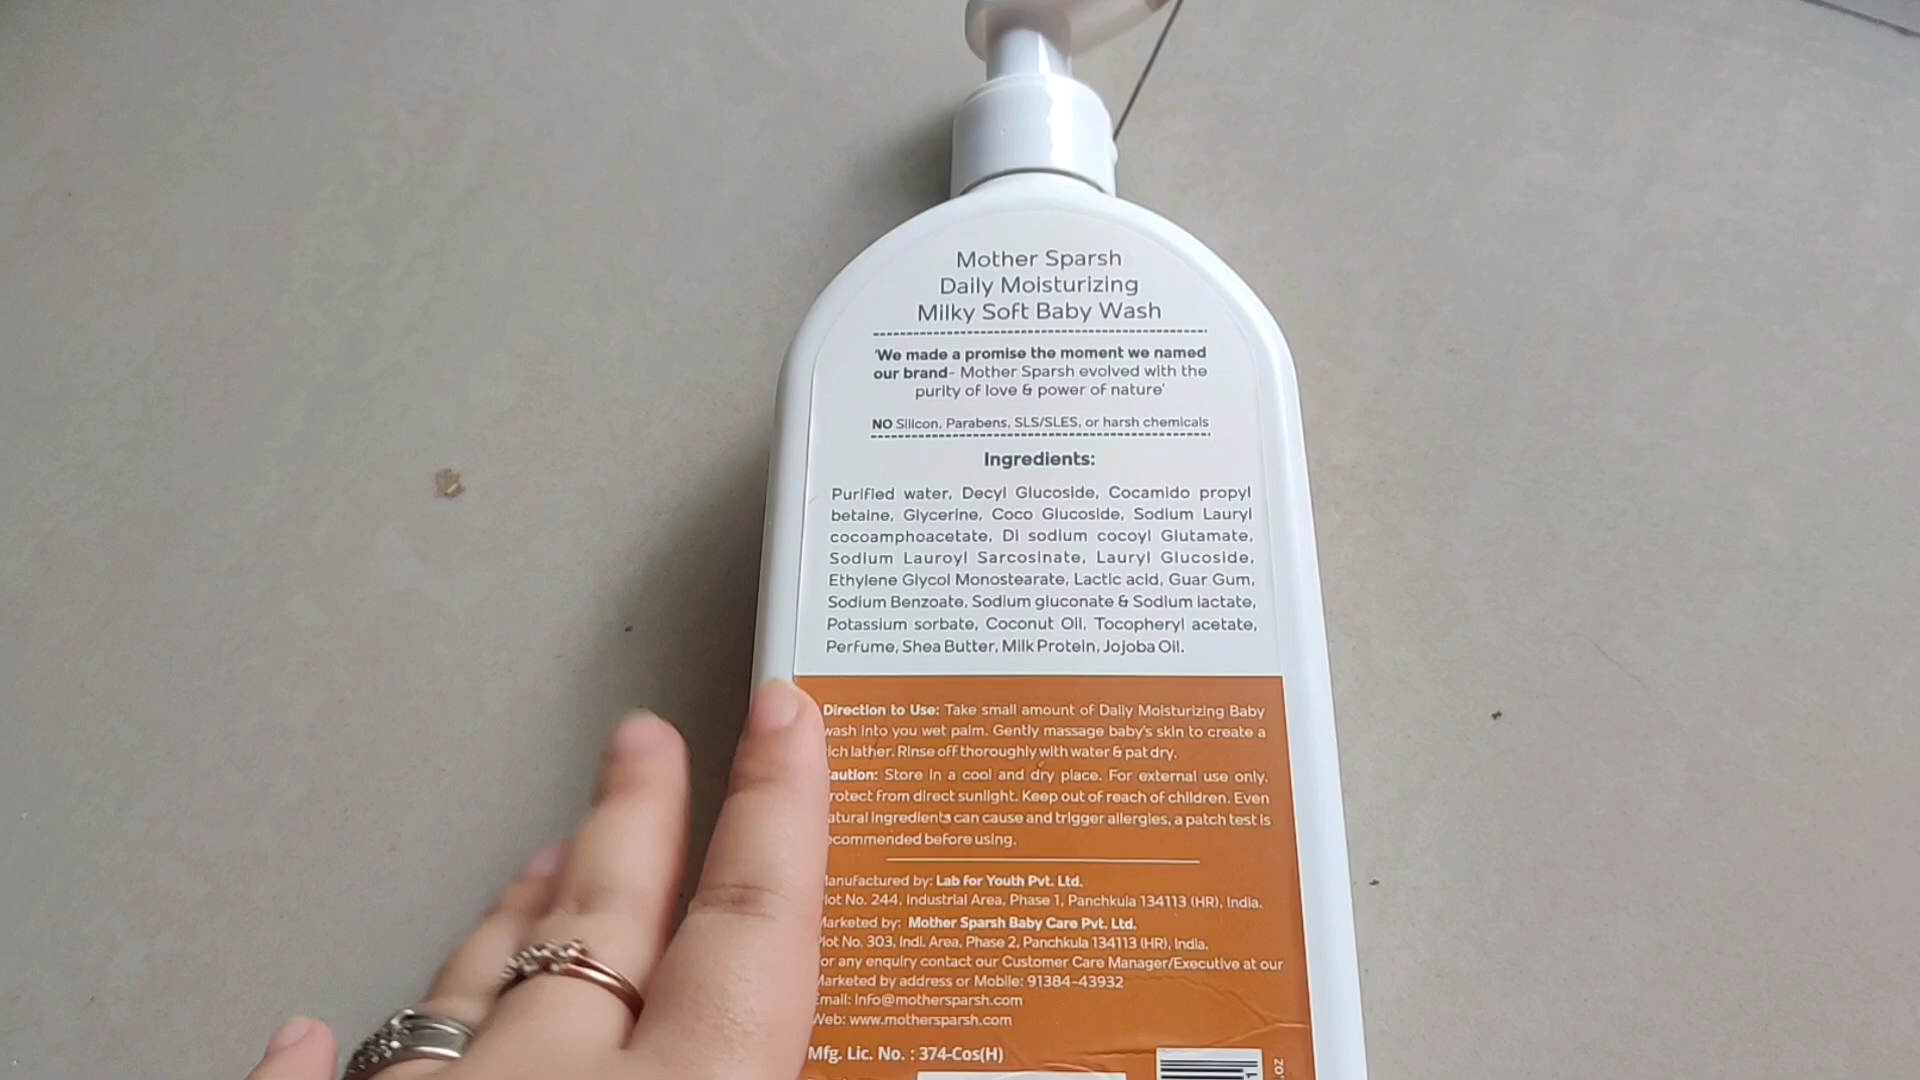 Mother Sparsh
Daily Moisturizing
Milky Soft Baby Wash
'We made a promise the moment we named
our brand- Mother Sparsh evolved with the
purity of love & power of nature'
NO Silicon, Parabens, SLS/SLES, or harsh chemicals
Ingredients:
Purified water, Decyl Glucoside, Cocamido propyl
betaine, Glycerine, Coco Glucoside, Sodium Lauryl
cocoamphoacetate, Di sodium cocoyl Glutamate,
Sodium Lauroyl Sarcosinate, Lauryl Glucoside,
Ethylene Glycol Monostearate, Lactic acid, Guar Gum,
Sodium Benzoate, Sodium gluconate & Sodium lactate,
Potassium sorbate, Coconut Oil, Tocopheryl acetate,
Perfume, Shea Butter, Milk Protein, Jojoba Oil.
Direction to Use: Take small amount of Daily Moisturizing Baby
wash into you wet palm. Gently massage baby's skin to create a
ich lather. Rinse off thoroughly with water & pat dry.
aution: Store in a cool and dry place. For external use only.
rotect from direct sunlight. Keep out of reach of children. Even
atural ingredients can cause and trigger allergies, a patch test is
ecommended before using.
anufactured by: Lab for Youth Pvt. Ltd.
lot No. 244, Industrial Area, Phase 1, Panchkula 134113 (HR), India.
Marketed by: Mother Sparsh Baby Care Pvt. Ltd.
Plot No. 303, Indl. Area, Phase 2, Panchkula 134113 (HR), India.
or any enquiry contact our Customer Care Manager/Executive at our
Marketed by address or Mobile: 91384-43932
Email: Info@mothersparsh.com
Web: www.mothersparsh.com
Mfg. Lic. No. : 374-Cos(H)
.oz